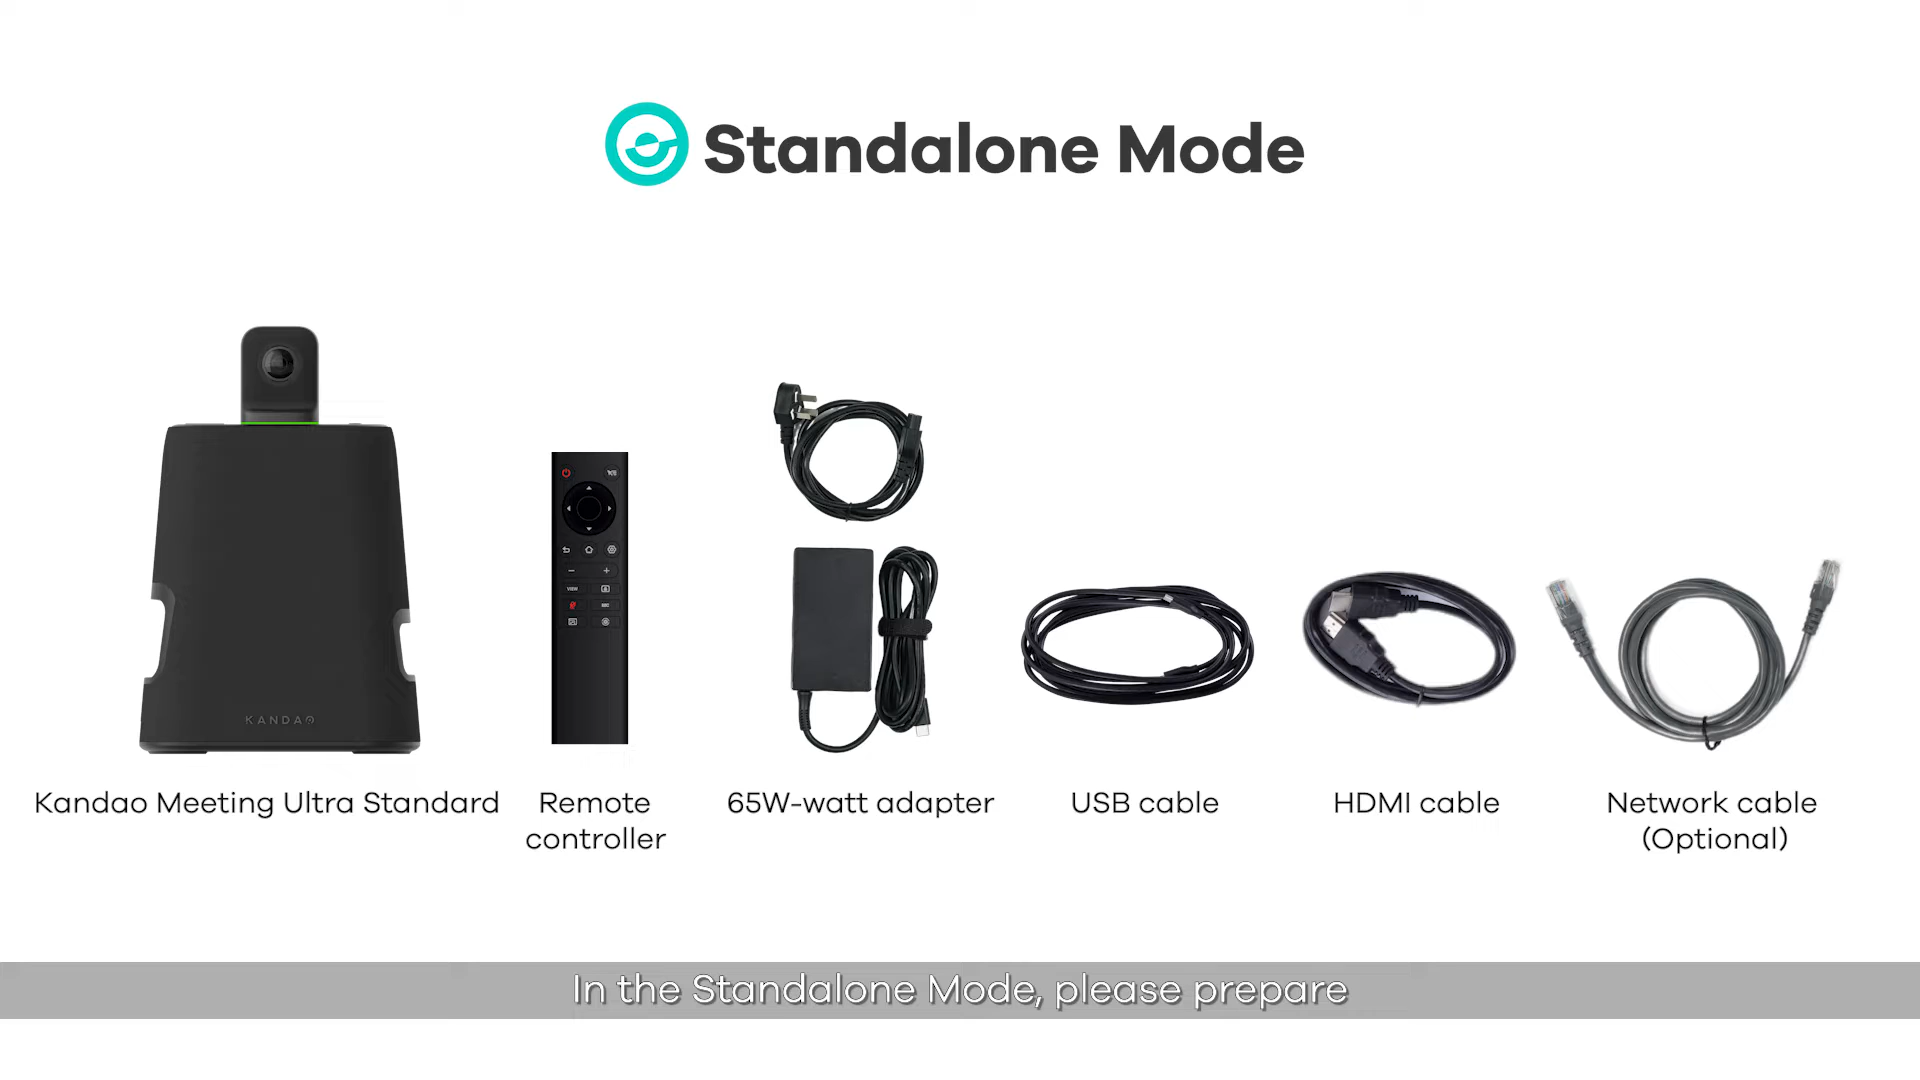 Standalone Mode
VIEW
KANDAO
Kandao Meeting Ultra Standard
Remote
controller
65W-watt adapter
USB cable
HDMI cable
Network cable
(Optional)
In the Standalone Mode, please prepare